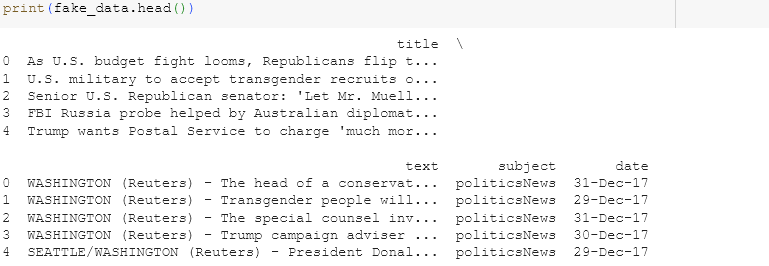 print(fake_data.head())
title \
0 As U.S. budget fight looms, Republicans flip t...
1 U.S. military to accept transgender recruits o...
2 Senior U.S. Republican senator: 'Let Mr. Muell...
3 FBI Russia probe helped by Australian diplomat...
4 Trump wants Postal Service to charge 'much mor...
text subject date
0 WASHINGTON (Reuters) - The head of a conservat... politicsNews 31-Dec-17
1 WASHINGTON (Reuters) - Transgender people will... politicsNews 29-Dec-17
2 WASHINGTON (Reuters) - The special counsel inv... politicsNews 31-Dec-17
3 WASHINGTON (Reuters) - Trump campaign adviser ... politicsNews 30-Dec-17
4 SEATTLE/WASHINGTON (Reuters) - President Donal... politicsNews 29-Dec-17